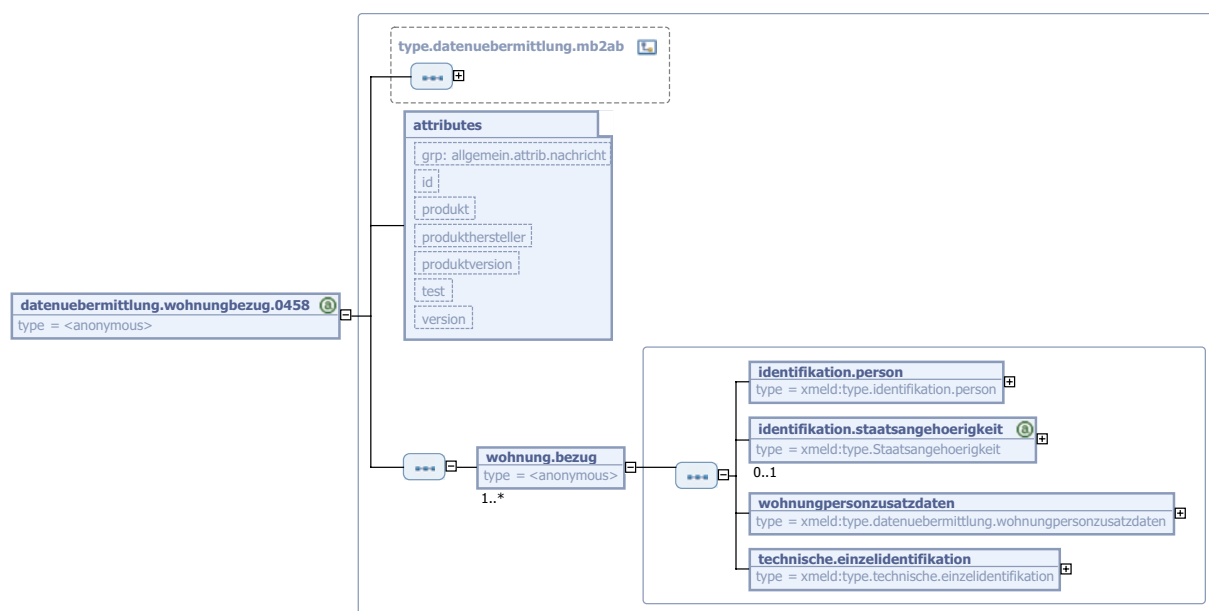 type.datenuebermittlung.mb2ab
attributes
grp: allgemein.attrib.nachricht
id
produkt
produkthersteller
produktversion
test
version
datenuebermittlung.wohnungbezug.0458 a
type = <anonymous>
wohnung.bezug
type = <anonymous>
1..*
identifikation.person
type = xmeld:type.identifikation.person
identifikation.staatsangehoerigkeit a
type = xmeld:type.Staatsangehoerigkeit
0..1
wohnungpersonzusatzdaten
type = xmeld:type.datenuebermittlung.wohnungpersonzusatzdaten
technische.einzelidentifikation
type = xmeld:type.technische.einzelidentifikation